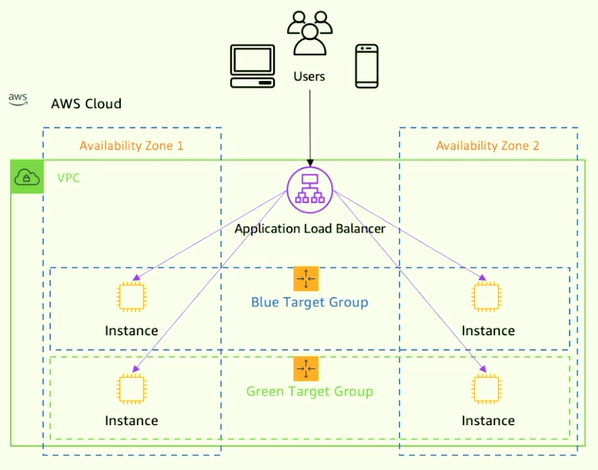 Users
aws
AWS Cloud
Availability Zone 1
Availability Zone 2
VPC
Application Load Balancer
Blue Target Group
Instance
Instance
Green Target Group
Instance
Instance